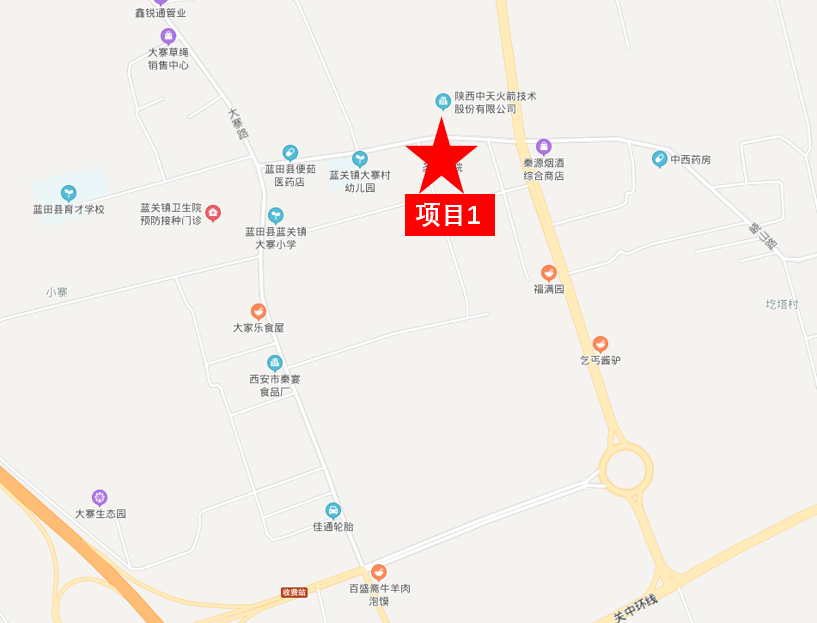 鑫锐通管业
大寨草绳
销售中心
大寨路
陕西中天火箭技术
股份有限公司
蓝田县便茹
医药店
蓝关镇大寨村
幼儿园
院
秦源烟酒
综合商店
中西药房
蓝田县育才学校
蓝关镇卫生院
预防接种门诊
项目1
蓝田县蓝关镇
大寨小学
峣山路
小寨
福满园
圪塔村
大家乐食屋
乞丐酱驴
西安市秦宴
食品厂
大寨生态园
佳通轮胎
百盛斋牛羊肉
泡馍
收费站
关中环线